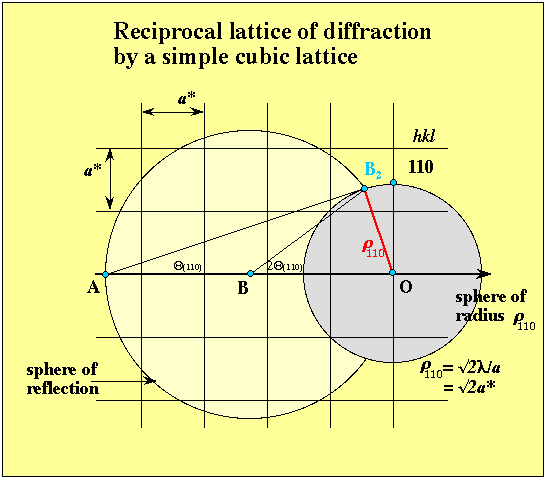 Reciprocal lattice of diffraction
by a simple cubic lattice
a*
hkl
a*
B₂
110
ρ₁₁₀
Θ(110)
2Θ(110)
A
B
O
sphere of
radius ρ₁₁₀
sphere of
reflection
ρ₁₁₀= √2λ/a
= √2a*